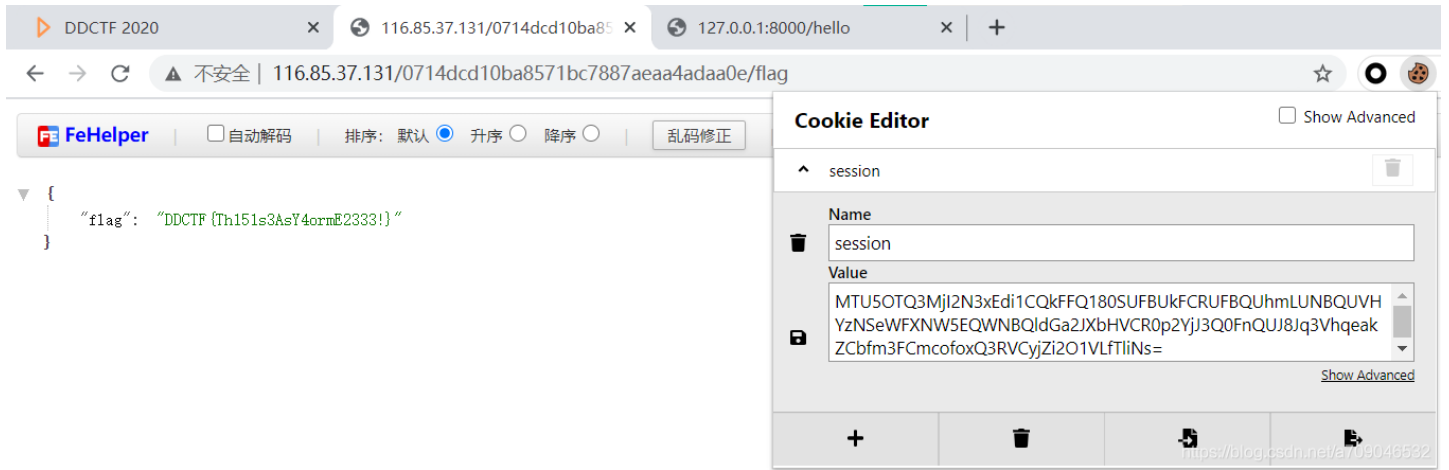 DDCTF 2020
116.85.37.131/0714dcd10ba85
127.0.0.1:8000/hello
不安全 | 116.85.37.131/0714dcd10ba8571bc7887aeaa4adaa0e/flag
FeHelper
自动解码
排序: 默认 升序 降序
乱码修正
{
"flag": "DDCTF{Th151s3AsY4ormE2333!}"
}
Cookie Editor
Show Advanced
session
Name
session
Value
MTU5OTQ3MjI2N3xEdi1CQkFFQ180SUFBUkFCRUFBQUhmLUNBQUVH
YzNSeWFXNW5EQWNBQldGa2JXbHVCR0p2YjJ3Q0FnQUJ8Jq3Vhqeak
ZCbfm3FCmcofoxQ3RVCyjZi2O1VLfTliNs=
Show Advanced
https://blog.csdn.net/a709046532